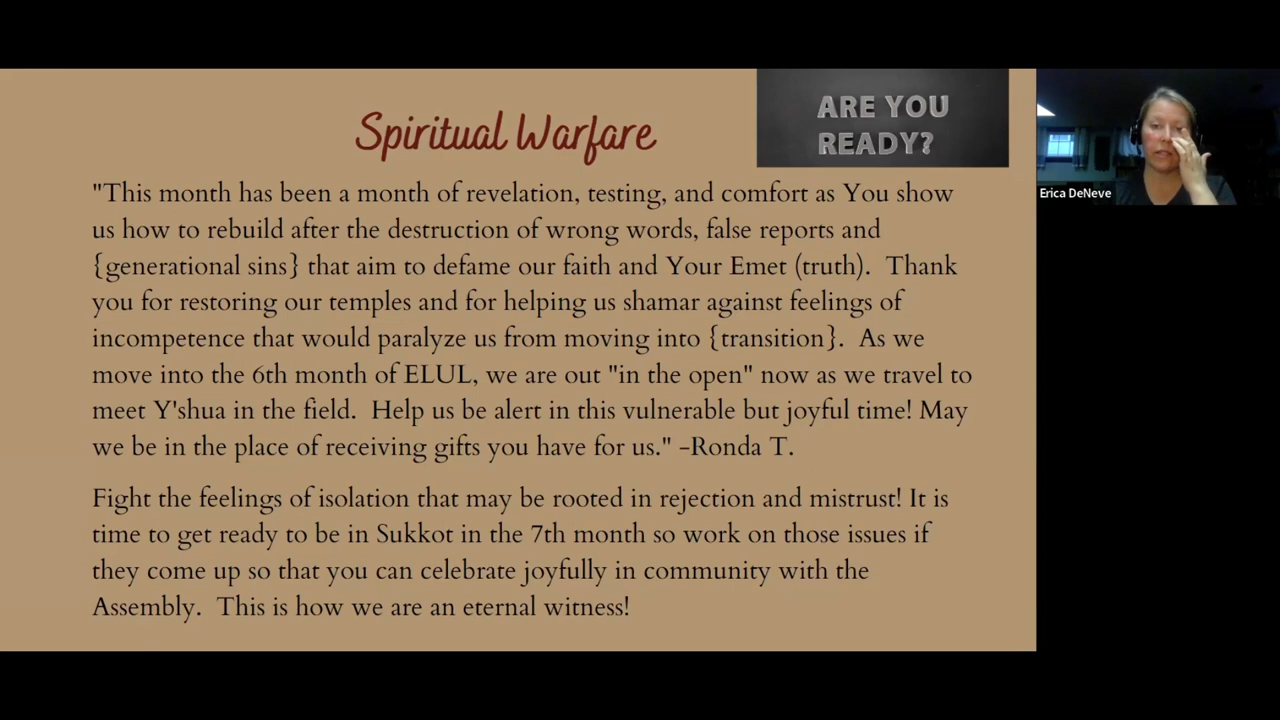 Spiritual Warfare
ARE YOU
READY?
"This month has been a month of revelation, testing, and comfort as You show
us how to rebuild after the destruction of wrong words, false reports and
{generational sins} that aim to defame our faith and Your Emet (truth).  Thank
you for restoring our temples and for helping us shamar against feelings of
incompetence that would paralyze us from moving into {transition}.  As we
move into the 6th month of ELUL, we are out "in the open" now as we travel to
meet Y'shua in the field.  Help us be alert in this vulnerable but joyful time! May
we be in the place of receiving gifts you have for us." -Ronda T.
Fight the feelings of isolation that may be rooted in rejection and mistrust! It is
time to get ready to be in Sukkot in the 7th month so work on those issues if
they come up so that you can celebrate joyfully in community with the
Assembly.  This is how we are an eternal witness!
Erica DeNeve